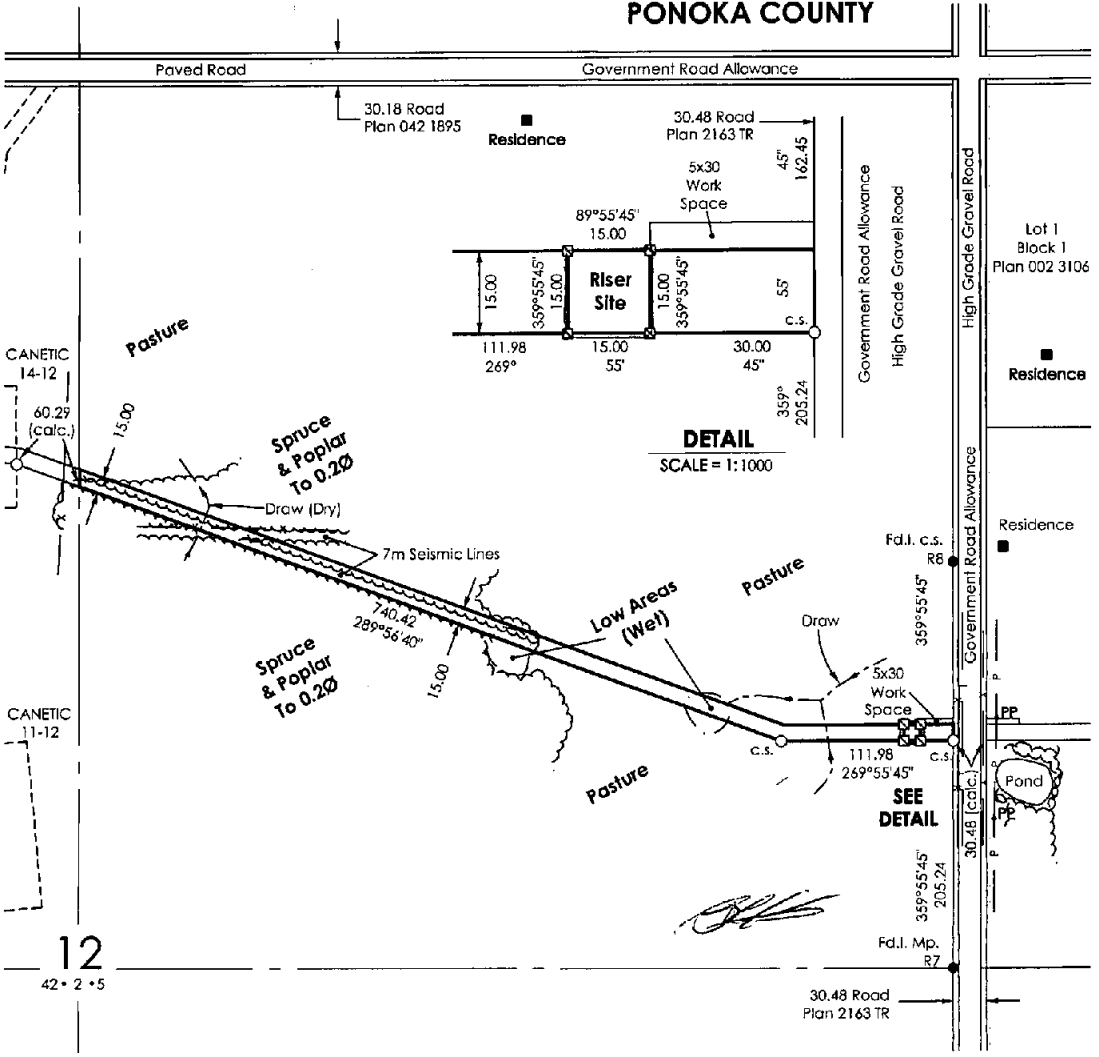 PONOKA COUNTY
Paved Road
Government Road Allowance
30.18 Road
Plan 042 1895
Residence
30.48 Road
Plan 2163 TR
45"
162.45
5x30
Work
Space
89°55'45"
15.00
15.00
359°55'45"
15.00
Riser
Site
15.00
359°55'45"
55'
c.s.
111.98
269°
15.00
55'
30.00
45"
359°
205.24
Government Road Allowance
High Grade Gravel Road
DETAIL
SCALE = 1:1000
High Grade Gravel Road
Lot 1
Block 1
Plan 002 3106
Residence
Pasture
CANETIC
14-12
60.29
(calc.)
15.00
Spruce
& Poplar
To 0.2Ø
Draw (Dry)
7m Seismic Lines
740.42
289°56'40"
15.00
Spruce
& Poplar
To 0.2Ø
Low Areas
(Wet)
Pasture
Draw
Fd.I. c.s.
R8
359°55'45"
Government Road Allowance
Residence
5x30
Work
Space
CANETIC
11-12
c.s.
111.98
269°55'45"
c.s.
SEE
DETAIL
Pasture
P
PP
P
Pond
PP
P
30.48 (calc.)
359°55'45"
205.24
Fd.I. Mp.
R7
12
42 • 2 • 5
30.48 Road
Plan 2163 TR